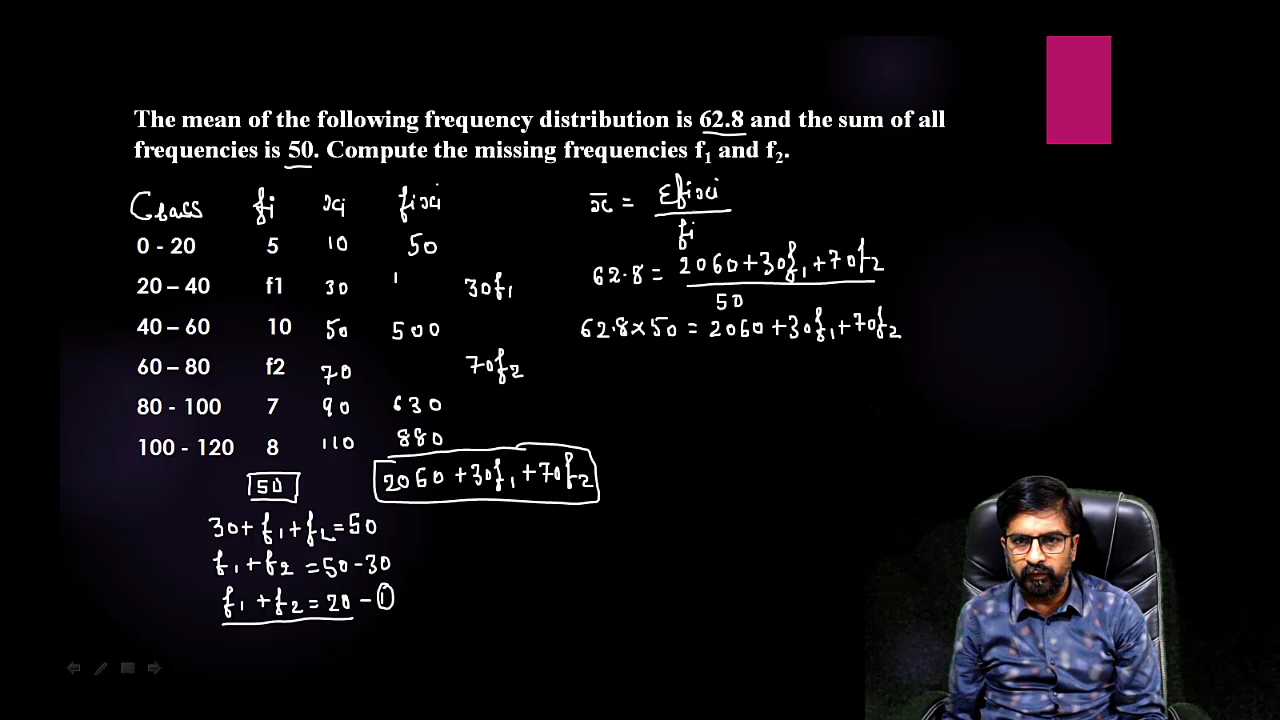 The mean of the following frequency distribution is 62.8 and the sum of all
frequencies is 50. Compute the missing frequencies f₁ and f₂.
Class fi xi fixi
0 - 20 5 10 50
20 – 40 f1 30 30f₁
40 – 60 10 50 500
60 – 80 f2 70 70f₂
80 - 100 7 90 630
100 - 120 8 110 880
50 2060 + 30f₁ + 70f₂
30 + f₁ + f₂ = 50
f₁ + f₂ = 50 - 30
f₁ + f₂ = 20 - ①
x̄ = Σfixi / fi
62.8 = 2060 + 30f₁ + 70f₂ / 50
62.8 × 50 = 2060 + 30f₁ + 70f₂